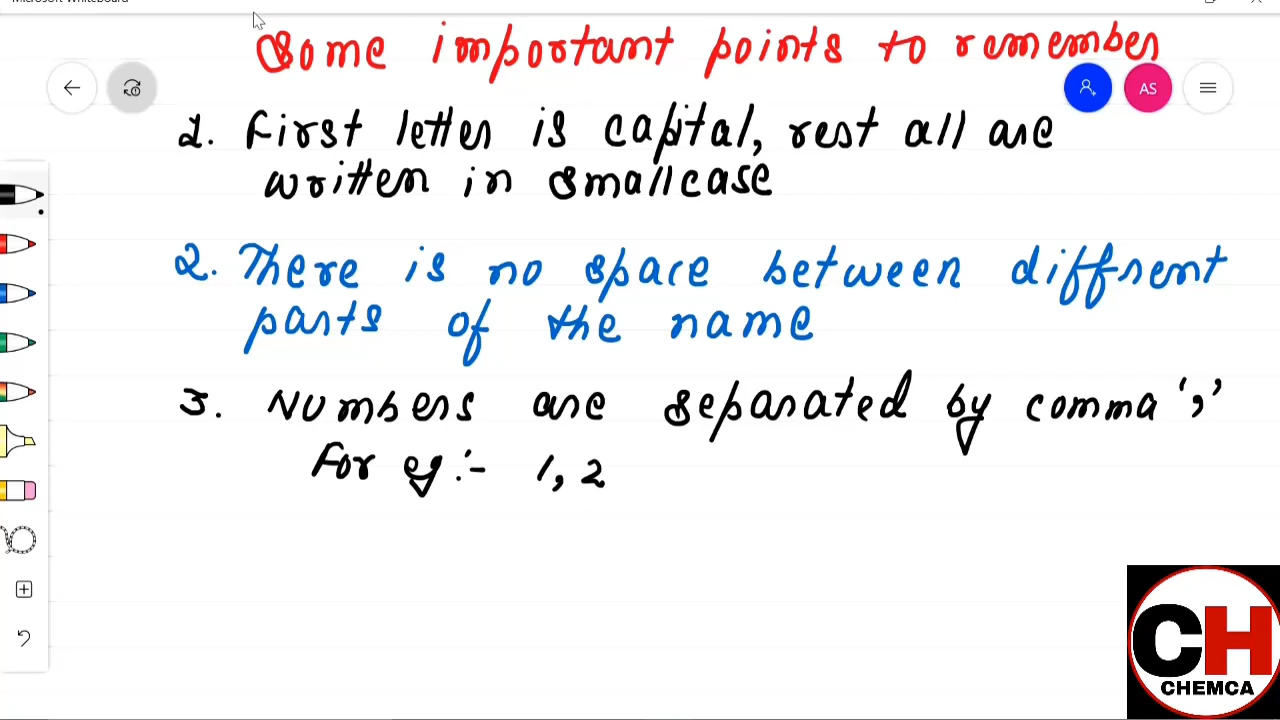 Microsoft Whiteboard
Some important points to remember
AS
1. First letter is capital, rest all are
written in smallcase
2. There is no space between diffrent
parts of the name
3. Numbers are separated by comma ','
For eg :- 1, 2
CH
CHEMCA